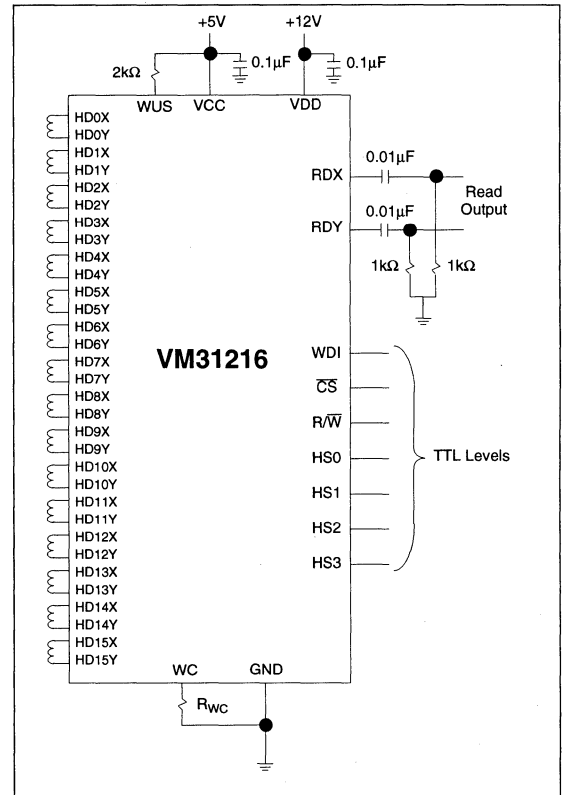 +5V
+12V
2kΩ
0.1µF
0.1µF
WUS
VCC
VDD
HD0X
HD0Y
HD1X
HD1Y
HD2X
HD2Y
HD3X
HD3Y
HD4X
HD4Y
HD5X
HD5Y
HD6X
HD6Y
HD7X
HD7Y
HD8X
HD8Y
HD9X
HD9Y
HD10X
HD10Y
HD11X
HD11Y
HD12X
HD12Y
HD13X
HD13Y
HD14X
HD14Y
HD15X
HD15Y
VM31216
RDX
0.01µF
RDY
0.01µF
Read
Output
1kΩ
1kΩ
WDI
C̅S̅
R/W̅
HS0
HS1
HS2
HS3
TTL Levels
WC
GND
RWC